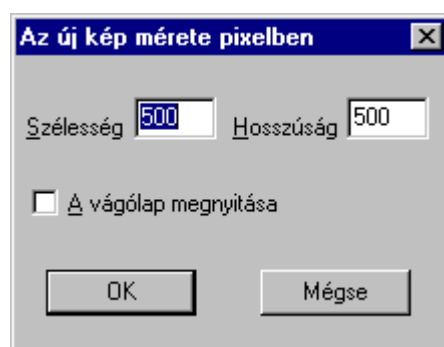 Az új kép mérete pixelben
Szélesség 500 Hosszúság 500
A vágólap megnyitása
OK Mégse